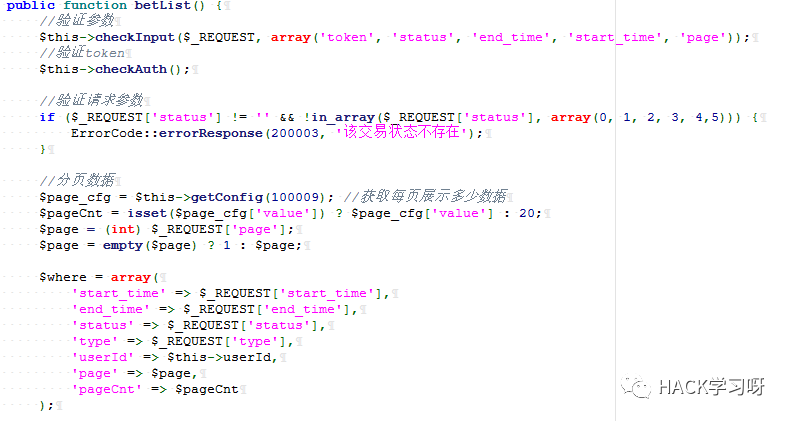 public function betList() {
//验证参数
$this->checkInput($_REQUEST, array('token', 'status', 'end_time', 'start_time', 'page'));
//验证token
$this->checkAuth();
//验证请求参数
if ($_REQUEST['status'] != '' && !in_array($_REQUEST['status'], array(0, 1, 2, 3, 4,5))) {
ErrorCode::errorResponse(200003, '该交易状态不存在');
}
//分页数据
$page_cfg = $this->getConfig(100009); //获取每页展示多少数据
$pageCnt = isset($page_cfg['value']) ? $page_cfg['value'] : 20;
$page = (int) $_REQUEST['page'];
$page = empty($page) ? 1 : $page;
$where = array(
'start_time' => $_REQUEST['start_time'],
'end_time' => $_REQUEST['end_time'],
'status' => $_REQUEST['status'],
'type' => $_REQUEST['type'],
'userId' => $this->userId,
'page' => $page,
'pageCnt' => $pageCnt
);
HACK学习呀